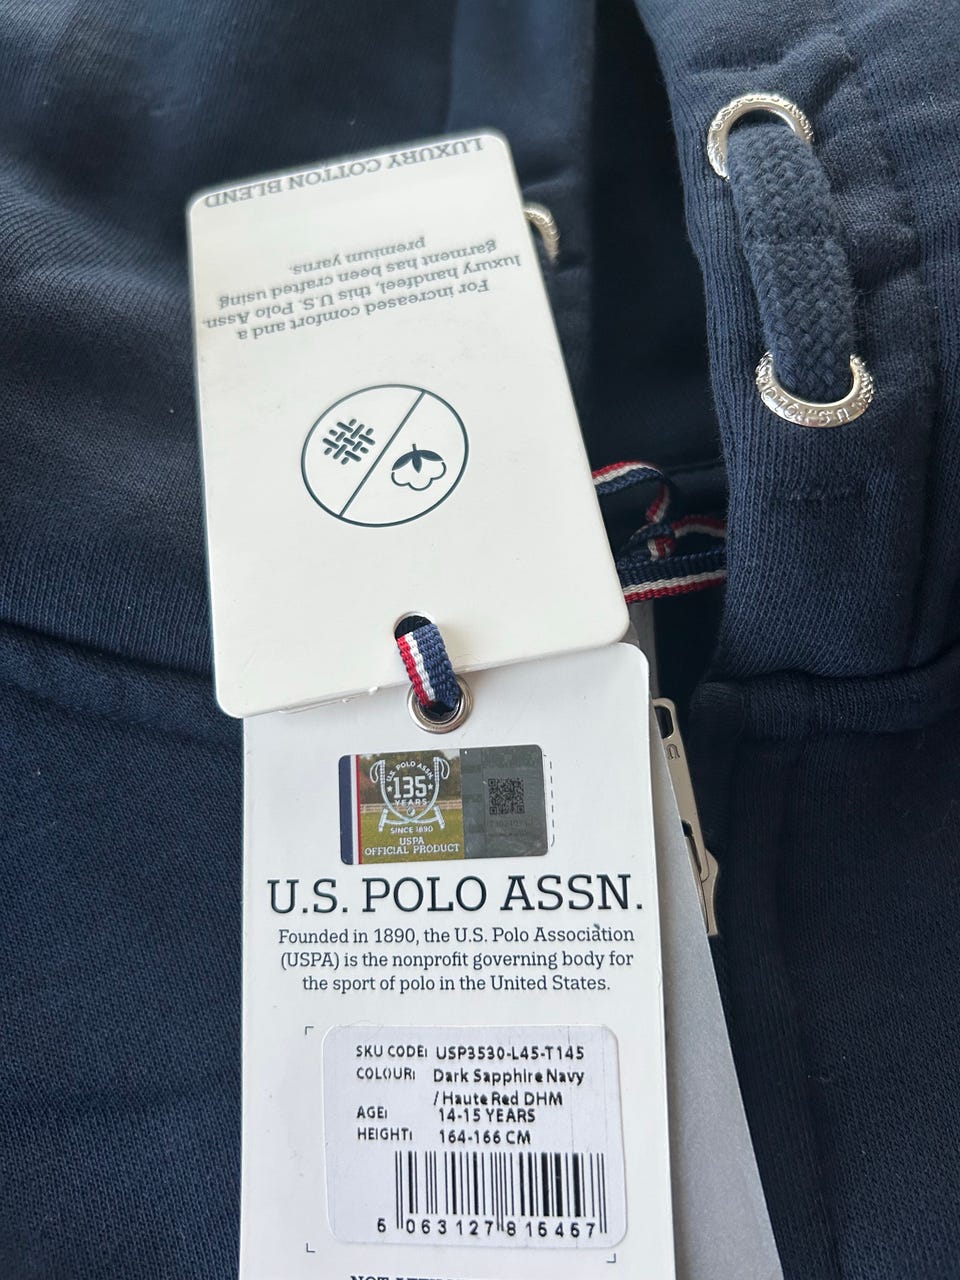 LUXURY COTTON BLEND
For increased comfort and a
luxury handfeel, this U.S. Polo Assn.
garment has been crafted using
premium yarns.
U.S. POLO ASSN.
135
YEARS
SINCE 1890
USPA
OFFICIAL PRODUCT
U.S. POLO ASSN.
Founded in 1890, the U.S. Polo Association
(USPA) is the nonprofit governing body for
the sport of polo in the United States.
SKU CODE: USP3530-L45-T145
COLOUR: Dark Sapphire Navy
/ Haute Red DHM
AGE: 14-15 YEARS
HEIGHT: 164-166 CM
5 063127 815457